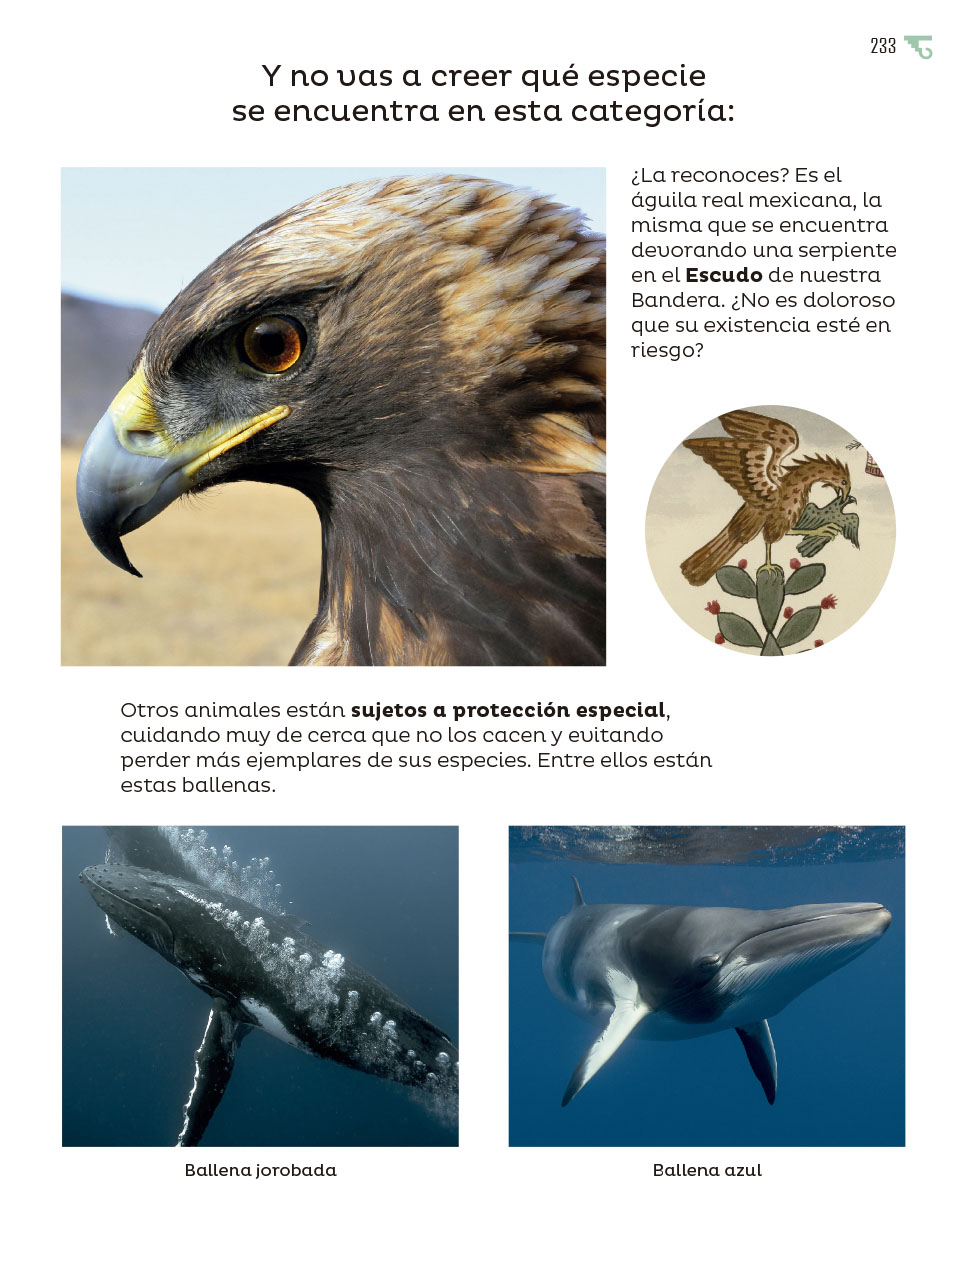 233
Y no vas a creer qué especie
se encuentra en esta categoría:
¿La reconoces? Es el
águila real mexicana, la
misma que se encuentra
devorando una serpiente
en el Escudo de nuestra
Bandera. ¿No es doloroso
que su existencia esté en
riesgo?
Otros animales están sujetos a protección especial,
cuidando muy de cerca que no los cacen y evitando
perder más ejemplares de sus especies. Entre ellos están
estas ballenas.
Ballena jorobada
Ballena azul